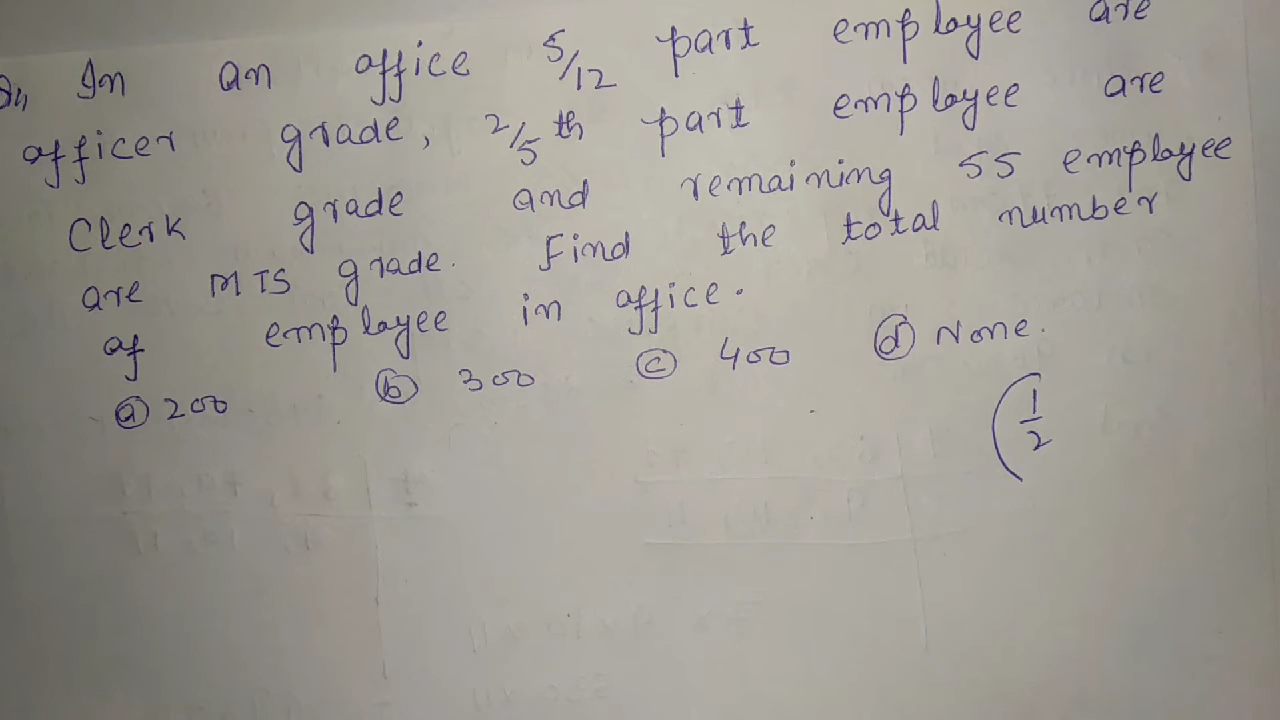 In an office 5/12 part employee are
officer grade, 2/5 th part employee are
Clerk grade and remaining 55 employee
are MTS grade. Find the total number
of employee in office.
(a) 200 (b) 300 (c) 400 (d) None.
(1/2